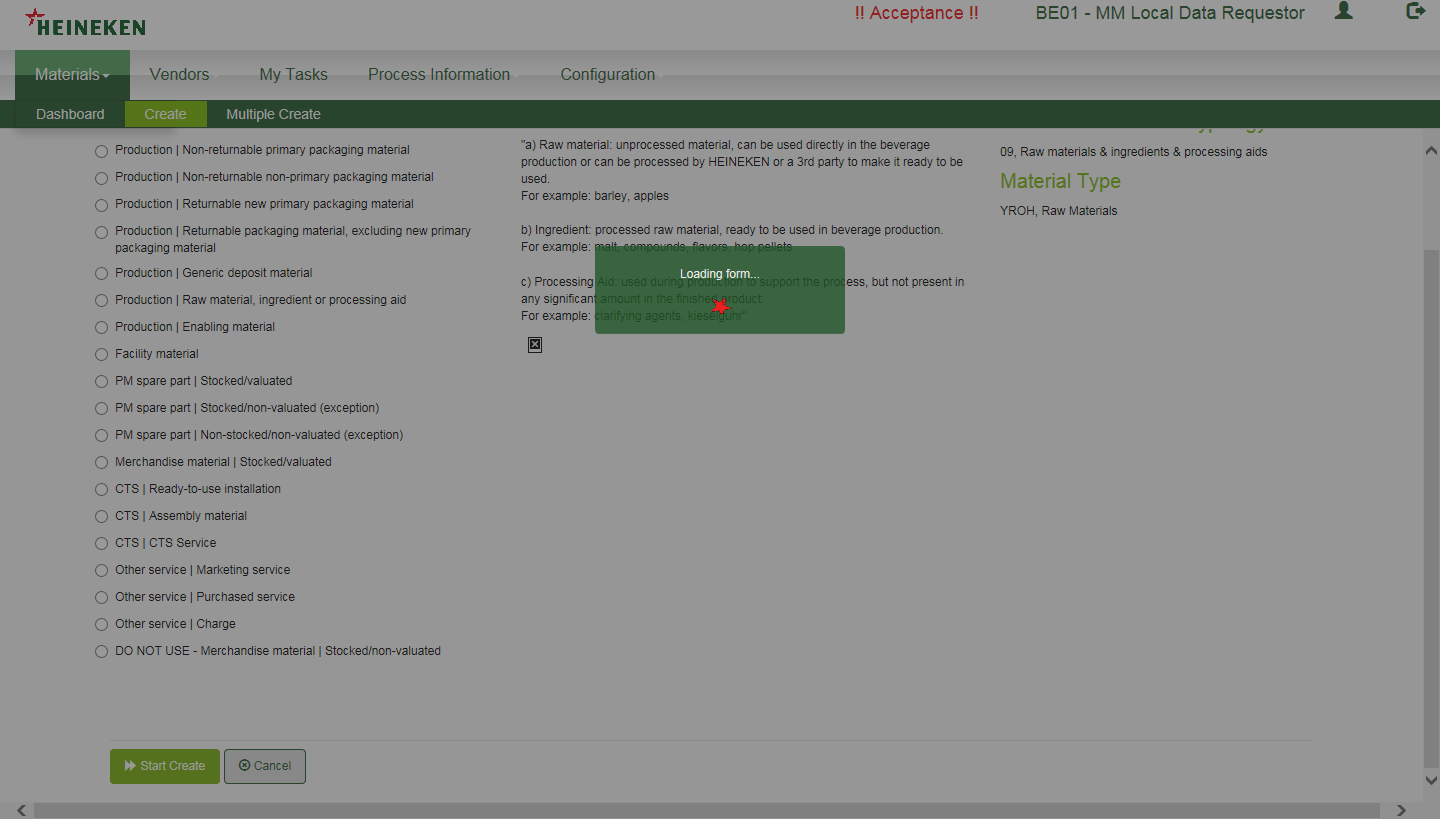 HEINEKEN
!! Acceptance !!
BE01 - MM Local Data Requestor
Materials
Vendors
My Tasks
Process Information
Configuration
Dashboard
Create
Multiple Create
Production | Non-returnable primary packaging material
Production | Non-returnable non-primary packaging material
Production | Returnable new primary packaging material
Production | Returnable packaging material, excluding new primary
packaging material
Production | Generic deposit material
Production | Raw material, ingredient or processing aid
Production | Enabling material
Facility material
PM spare part | Stocked/valuated
PM spare part | Stocked/non-valuated (exception)
PM spare part | Non-stocked/non-valuated (exception)
Merchandise material | Stocked/valuated
CTS | Ready-to-use installation
CTS | Assembly material
CTS | CTS Service
Other service | Marketing service
Other service | Purchased service
Other service | Charge
DO NOT USE - Merchandise material | Stocked/non-valuated
"a) Raw material: unprocessed material, can be used directly in the beverage
production or can be processed by HEINEKEN or a 3rd party to make it ready to be
used.
For example: barley, apples
b) Ingredient: processed raw material, ready to be used in beverage production.
For example: malt, compounds, flavors, hop pellets
c) Processing Aid: used during production to support the process, but not present in
any significant amount in the finished product.
For example: clarifying agents, kieselguhr"
Loading form...
09, Raw materials & ingredients & processing aids
Material Type
YROH, Raw Materials
Start Create
Cancel